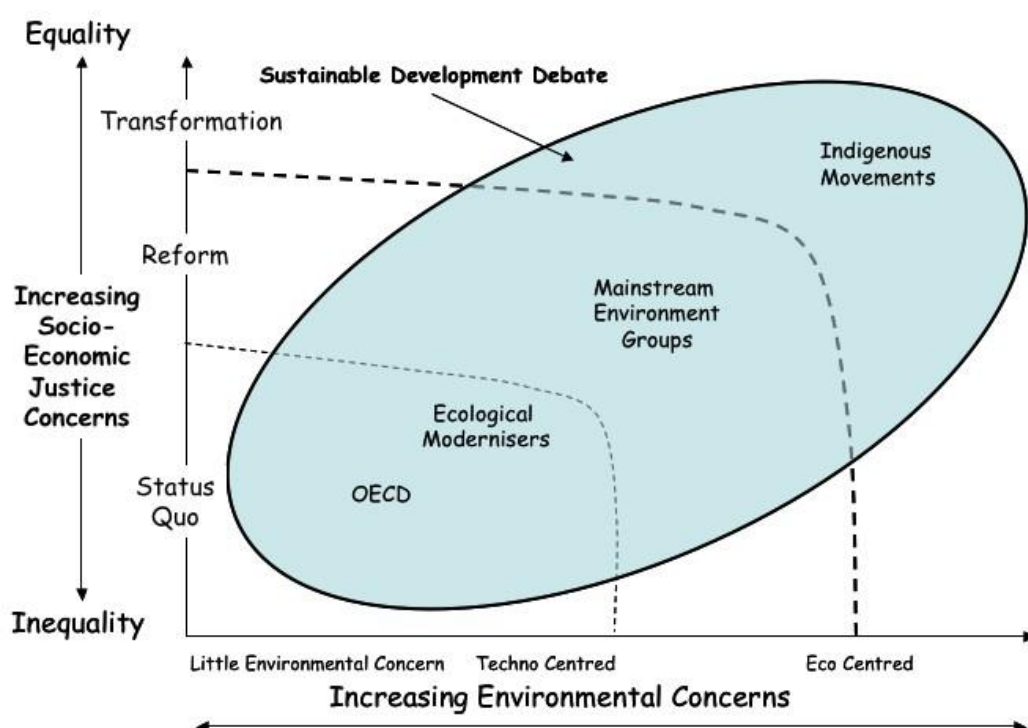 Equality
Sustainable Development Debate
Transformation
Indigenous
Movements
Reform
Increasing
Socio-
Economic
Justice
Concerns
Mainstream
Environment
Groups
Ecological
Modernisers
OECD
Status
Quo
Inequality
Little Environmental Concern
Techno Centred
Eco Centred
Increasing Environmental Concerns